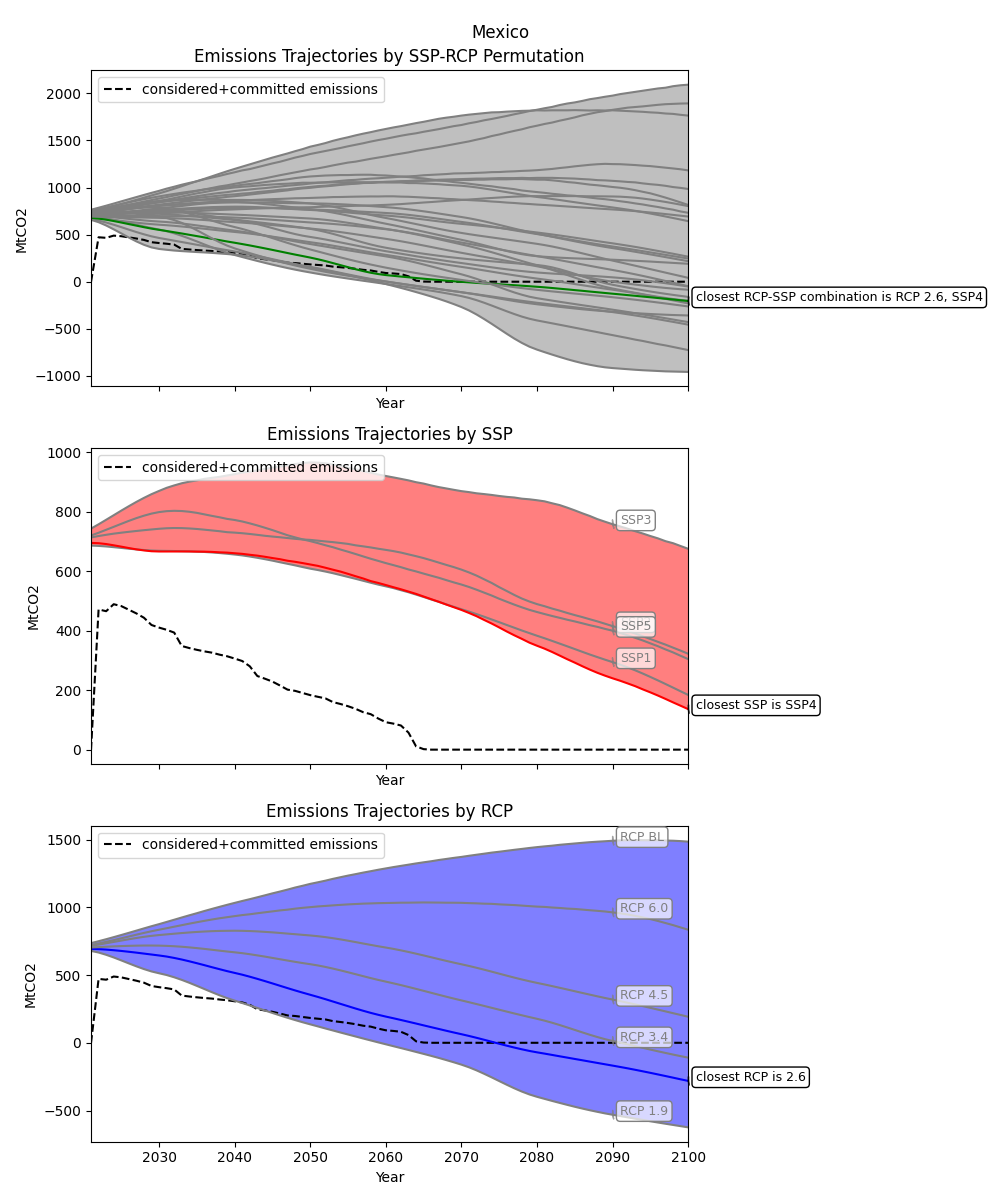 Mexico
Emissions Trajectories by SSP-RCP Permutation
considered+committed emissions
2000
1500
1000
500
0
−500
−1000
MtCO2
closest RCP-SSP combination is RCP 2.6, SSP4
Year
Emissions Trajectories by SSP
considered+committed emissions
1000
800
600
400
200
0
MtCO2
SSP3
SSP5
SSP1
closest SSP is SSP4
Year
Emissions Trajectories by RCP
considered+committed emissions
1500
1000
500
0
−500
MtCO2
RCP BL
RCP 6.0
RCP 4.5
RCP 3.4
closest RCP is 2.6
RCP 1.9
2030 2040 2050 2060 2070 2080 2090 2100
Year